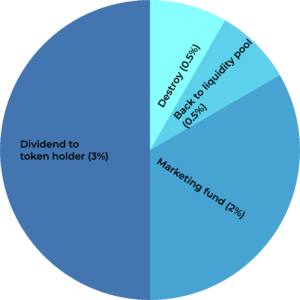 Destroy (0.5%)
Back to liquidity pool
(0.5%)
Marketing fund (2%)
Dividend to
token holder (3%)